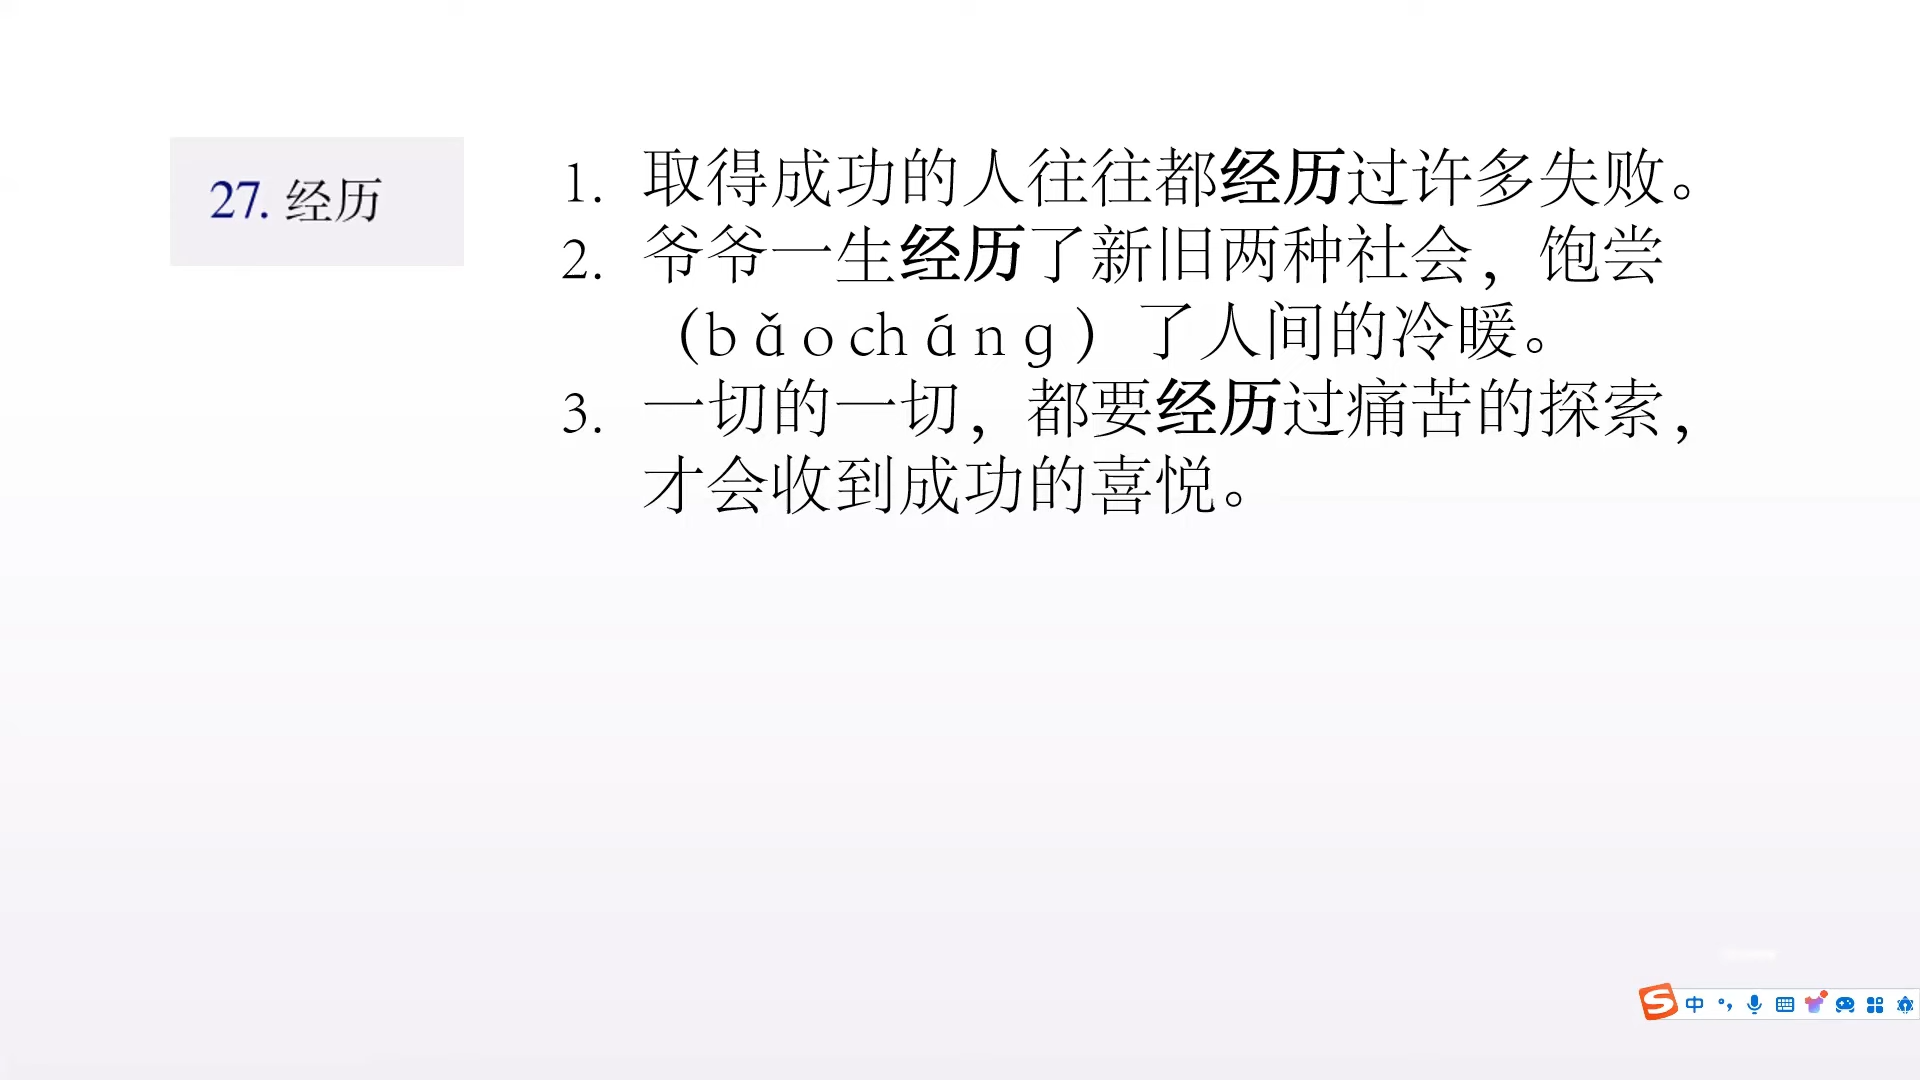 27. 经历
1. 取得成功的人往往都经历过许多失败。
2. 爷爷一生经历了新旧两种社会，饱尝
（bǎocháng）了人间的冷暖。
3. 一切的一切，都要经历过痛苦的探索，
才会收到成功的喜悦。
中